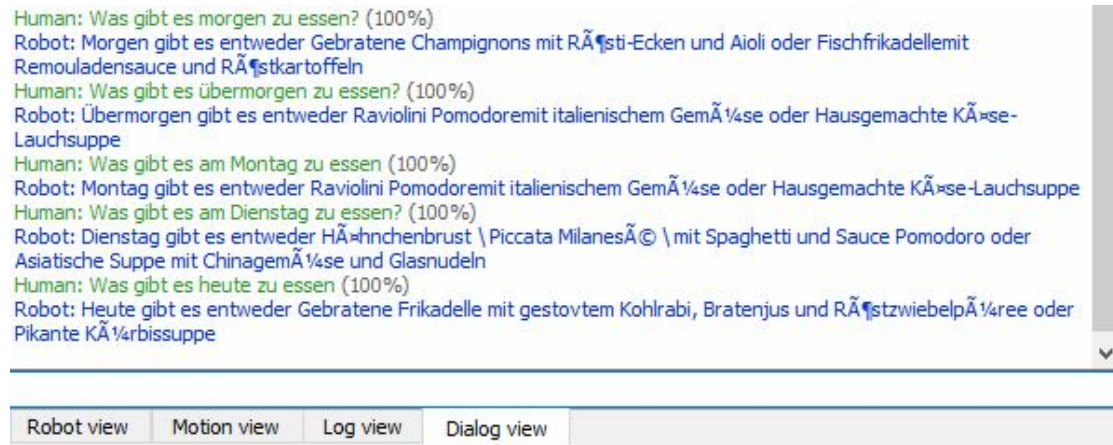 Human: Was gibt es morgen zu essen? (100%)
Robot: Morgen gibt es entweder Gebratene Champignons mit RÃ¶sti-Ecken und Aioli oder Fischfrikadellemit
Remouladensauce und RÃ¶stkartoffeln
Human: Was gibt es übermorgen zu essen? (100%)
Robot: Übermorgen gibt es entweder Raviolini Pomodoremit italienischem GemÃ¼se oder Hausgemachte KÃ¤se-
Lauchsuppe
Human: Was gibt es am Montag zu essen (100%)
Robot: Montag gibt es entweder Raviolini Pomodoremit italienischem GemÃ¼se oder Hausgemachte KÃ¤se-Lauchsuppe
Human: Was gibt es am Dienstag zu essen? (100%)
Robot: Dienstag gibt es entweder HÃ¤hnchenbrust \Piccata MilanesÃ© \mit Spaghetti und Sauce Pomodoro oder
Asiatische Suppe mit ChinagemÃ¼se und Glasnudeln
Human: Was gibt es heute zu essen (100%)
Robot: Heute gibt es entweder Gebratene Frikadelle mit gestovtem Kohlrabi, Bratenjus und RÃ¶stzwiebelpÃ¼ree oder
Pikante KÃ¼rbissuppe
Robot view Motion view Log view Dialog view